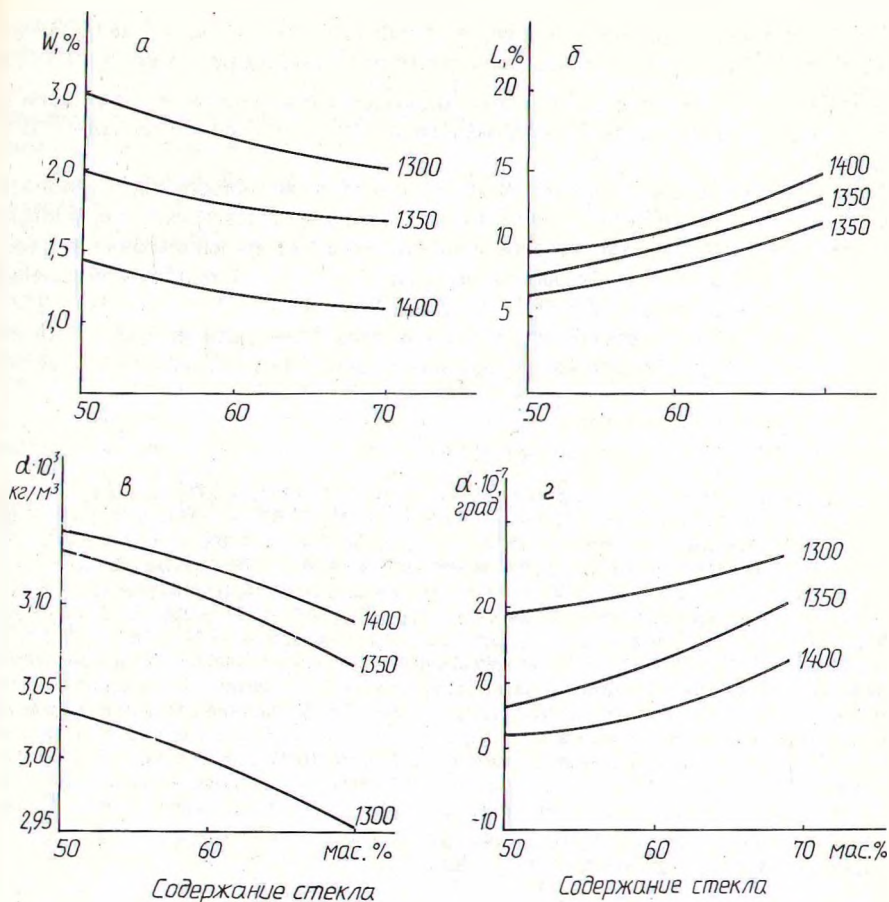 W,%
а
3,0
2,0
1,5
1,0
1300
1350
1400
50
60
70
L,%
б
20
15
10
5
1400
1350
1350
50
60
d·10³,
кг/м³
в
3,10
3,05
3,00
2,95
1400
1350
1300
50
60
мас.%
Содержание стекла
α·10⁻⁷,
град
г
20
10
0
-10
1300
1350
1400
50
60
70
мас.%
Содержание стекла